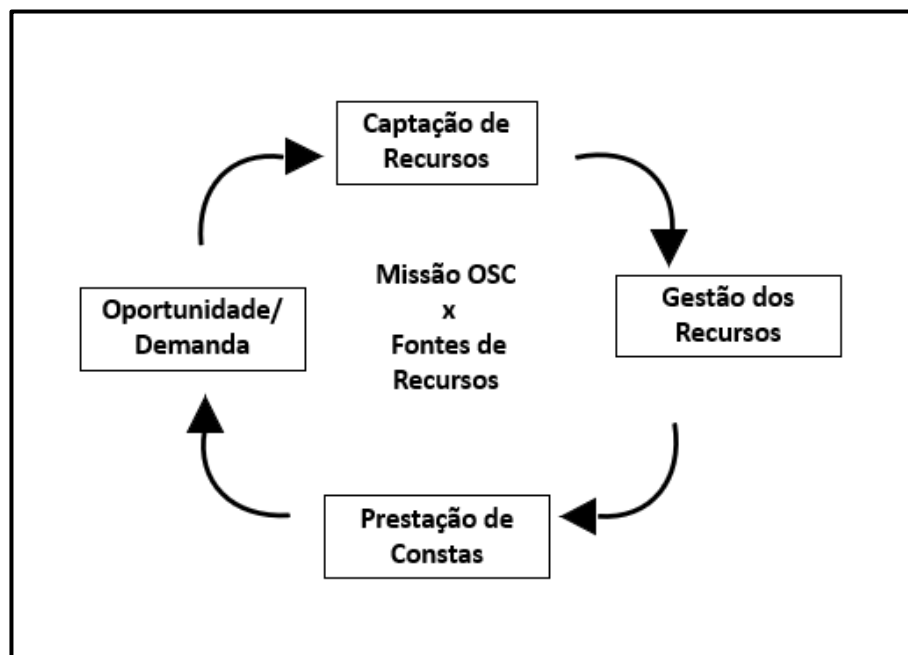 Captação de
Recursos
Oportunidade/
Demanda
Missão OSC
x
Fontes de
Recursos
Gestão dos
Recursos
Prestação de
Constas